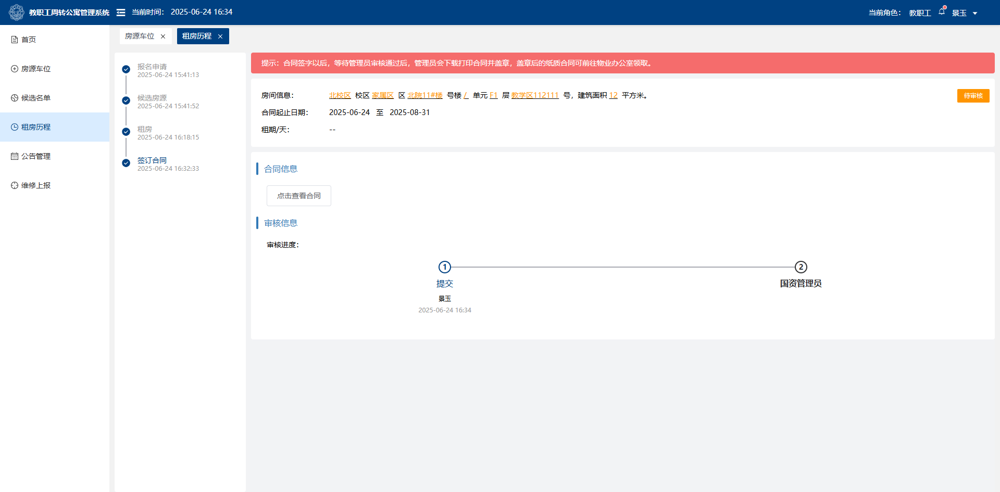 教职工周转公寓管理系统 当前时间： 2025-06-24 16:34 当前角色： 教职工 景玉
首页
房源车位
候选名单
租房历程
公告管理
维修上报
房源车位 租房历程
报名申请
2025-06-24 15:41:13
候选房源
2025-06-24 15:41:52
租房
2025-06-24 16:18:15
签订合同
2025-06-24 16:32:33
提示：合同签字以后，等待管理员审核通过后，管理员会下载打印合同并盖章，盖章后的纸质合同可前往物业办公室领取。
房间信息： 北校区 校区 家属区 区 北院11#楼 号楼 / 单元 F1 层 教学区112111 号，建筑面积 12 平方米。 待审核
合同起止日期： 2025-06-24 至 2025-08-31
租期/天： --
合同信息
点击查看合同
审核信息
审核进度：
1 2
提交 国资管理员
景玉
2025-06-24 16:34